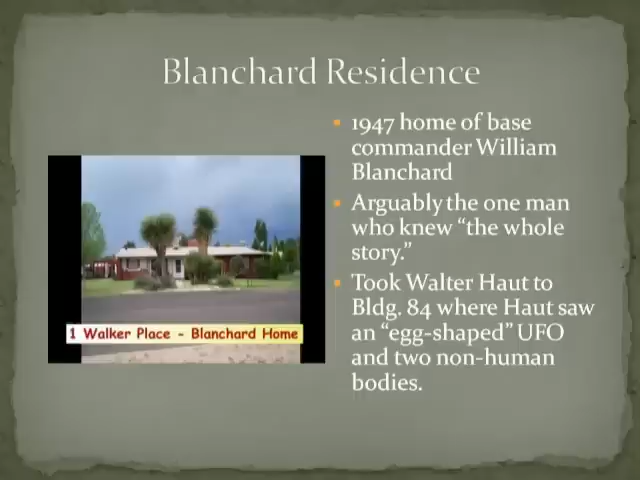 Blanchard Residence
1947 home of base
commander William
Blanchard
Arguably the one man
who knew “the whole
story.”
Took Walter Haut to
Bldg. 84 where Haut saw
an “egg-shaped” UFO
and two non-human
bodies.
1 Walker Place - Blanchard Home